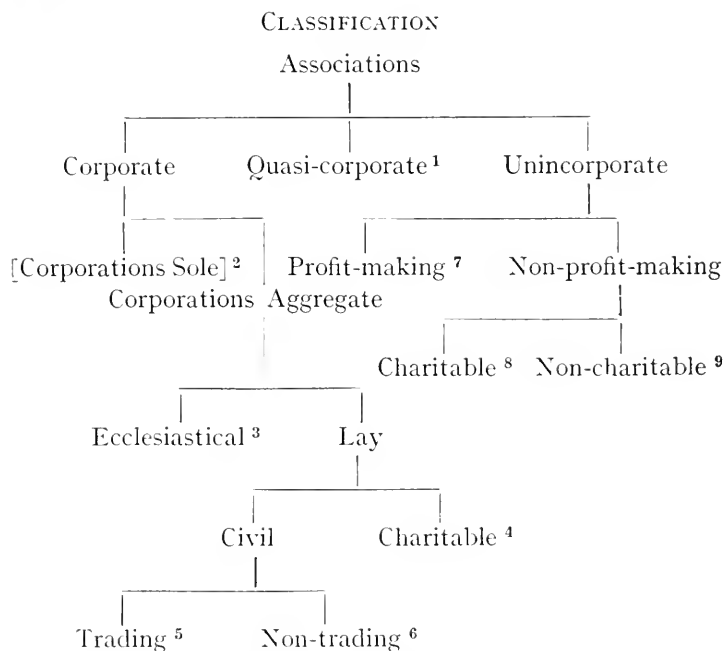 CLASSIFICATION
Associations
Corporate Quasi-corporate ¹ Unincorporate
[Corporations Sole] ² Profit-making ⁷ Non-profit-making
Corporations Aggregate
Charitable ⁸ Non-charitable ⁹
Ecclesiastical ³ Lay
Civil Charitable ⁴
Trading ⁵ Non-trading ⁶